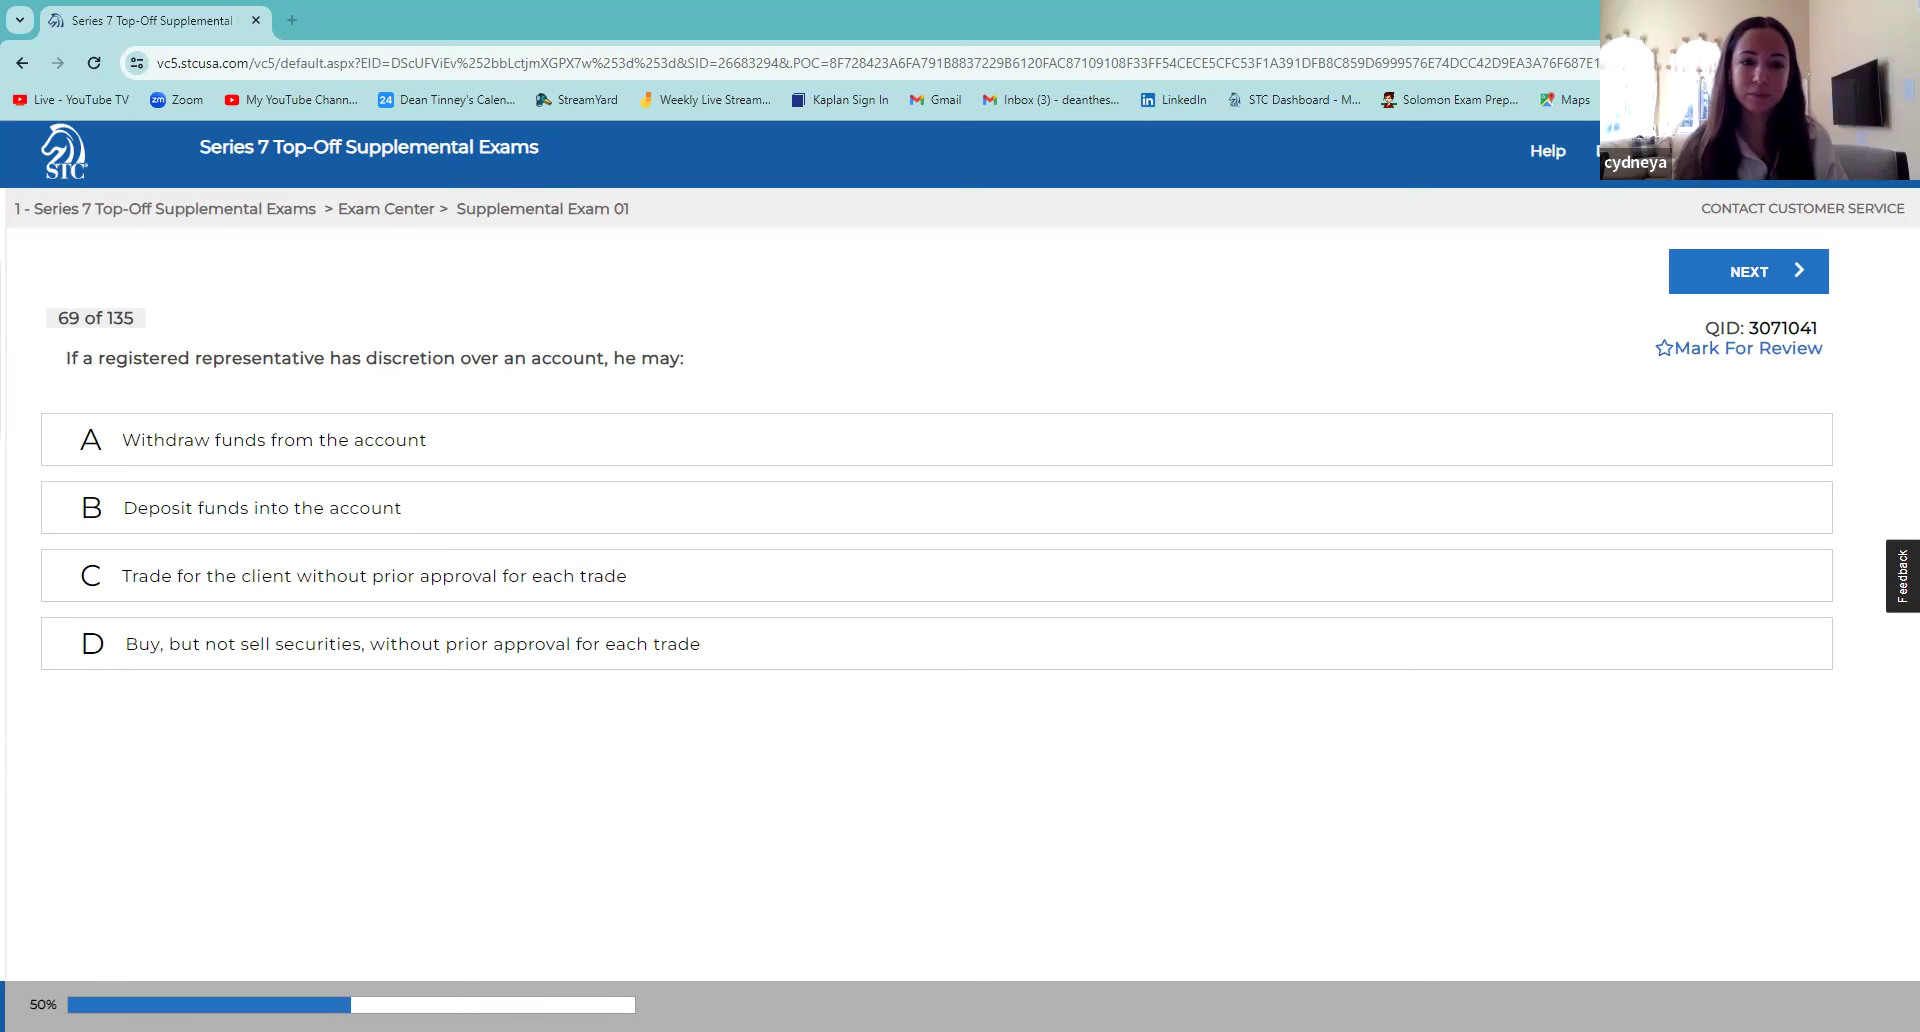 Series 7 Top-Off Supplemental
vc5.stcusa.com/vc5/default.aspx?EID=DScUFViEv%252bbLctjmXGPX7w%253d%253d&SID=26683294&.POC=8F728423A6FA791B8837229B6120FAC87109108F33FF54CECE5CFC53F1A391DFB8C859D6999576E74DCC42D9EA3A76F687E1
Live - YouTube TV
zm Zoom
My YouTube Chann...
24 Dean Tinney's Calen...
StreamYard
Weekly Live Stream...
Kaplan Sign In
Gmail
Inbox (3) - deanthes...
in LinkedIn
STC Dashboard - M...
Solomon Exam Prep...
Maps
cydneya
STC
Series 7 Top-Off Supplemental Exams
Help
1 - Series 7 Top-Off Supplemental Exams > Exam Center > Supplemental Exam 01
CONTACT CUSTOMER SERVICE
NEXT
69 of 135
QID: 3071041
Mark For Review
If a registered representative has discretion over an account, he may:
A Withdraw funds from the account
B Deposit funds into the account
C Trade for the client without prior approval for each trade
D Buy, but not sell securities, without prior approval for each trade
Feedback
50%